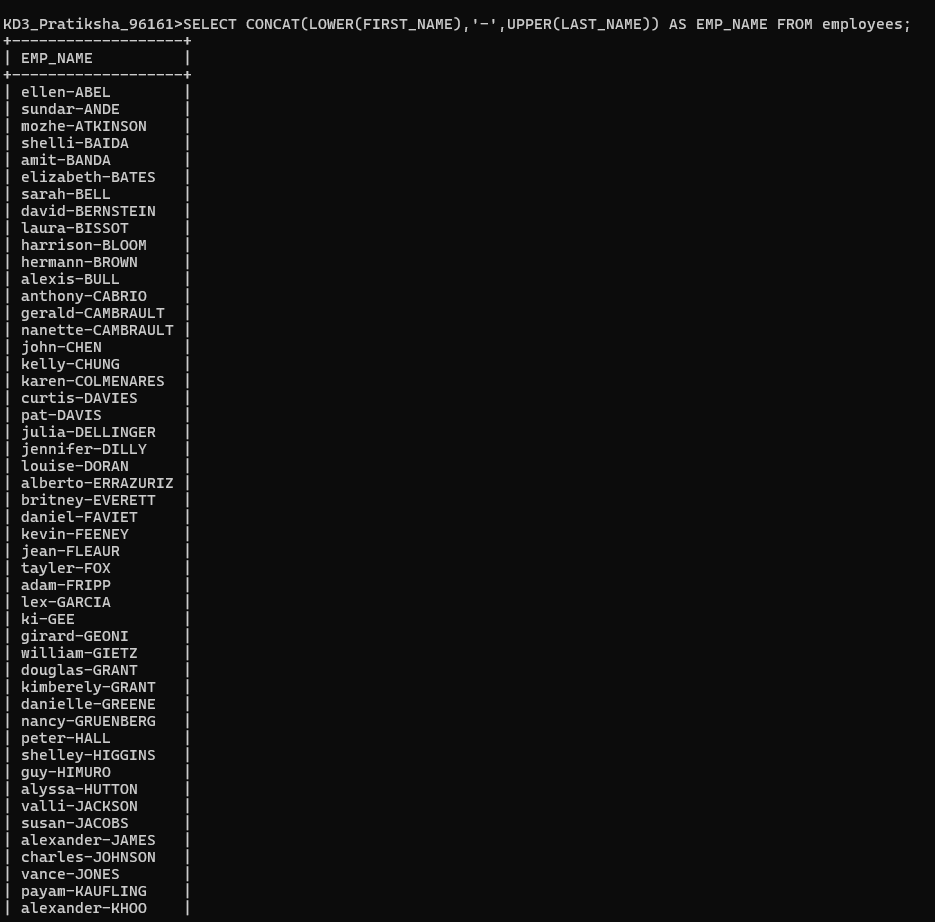 KD3_Pratiksha_96161>SELECT CONCAT(LOWER(FIRST_NAME),'-',UPPER(LAST_NAME)) AS EMP_NAME FROM employees;
+-------------------+
| EMP_NAME          |
+-------------------+
| ellen-ABEL        |
| sundar-ANDE       |
| mozhe-ATKINSON    |
| shelli-BAIDA      |
| amit-BANDA        |
| elizabeth-BATES   |
| sarah-BELL        |
| david-BERNSTEIN   |
| laura-BISSOT      |
| harrison-BLOOM    |
| hermann-BROWN     |
| alexis-BULL       |
| anthony-CABRIO    |
| gerald-CAMBRAULT  |
| nanette-CAMBRAULT |
| john-CHEN         |
| kelly-CHUNG       |
| karen-COLMENARES  |
| curtis-DAVIES     |
| pat-DAVIS         |
| julia-DELLINGER   |
| jennifer-DILLY    |
| louise-DORAN      |
| alberto-ERRAZURIZ |
| britney-EVERETT   |
| daniel-FAVIET     |
| kevin-FEENEY      |
| jean-FLEAUR       |
| tayler-FOX        |
| adam-FRIPP        |
| lex-GARCIA        |
| ki-GEE            |
| girard-GEONI      |
| william-GIETZ     |
| douglas-GRANT     |
| kimberely-GRANT   |
| danielle-GREENE   |
| nancy-GRUENBERG   |
| peter-HALL        |
| shelley-HIGGINS   |
| guy-HIMURO        |
| alyssa-HUTTON     |
| valli-JACKSON     |
| susan-JACOBS      |
| alexander-JAMES   |
| charles-JOHNSON   |
| vance-JONES       |
| payam-KAUFLING    |
| alexander-KHOO    |